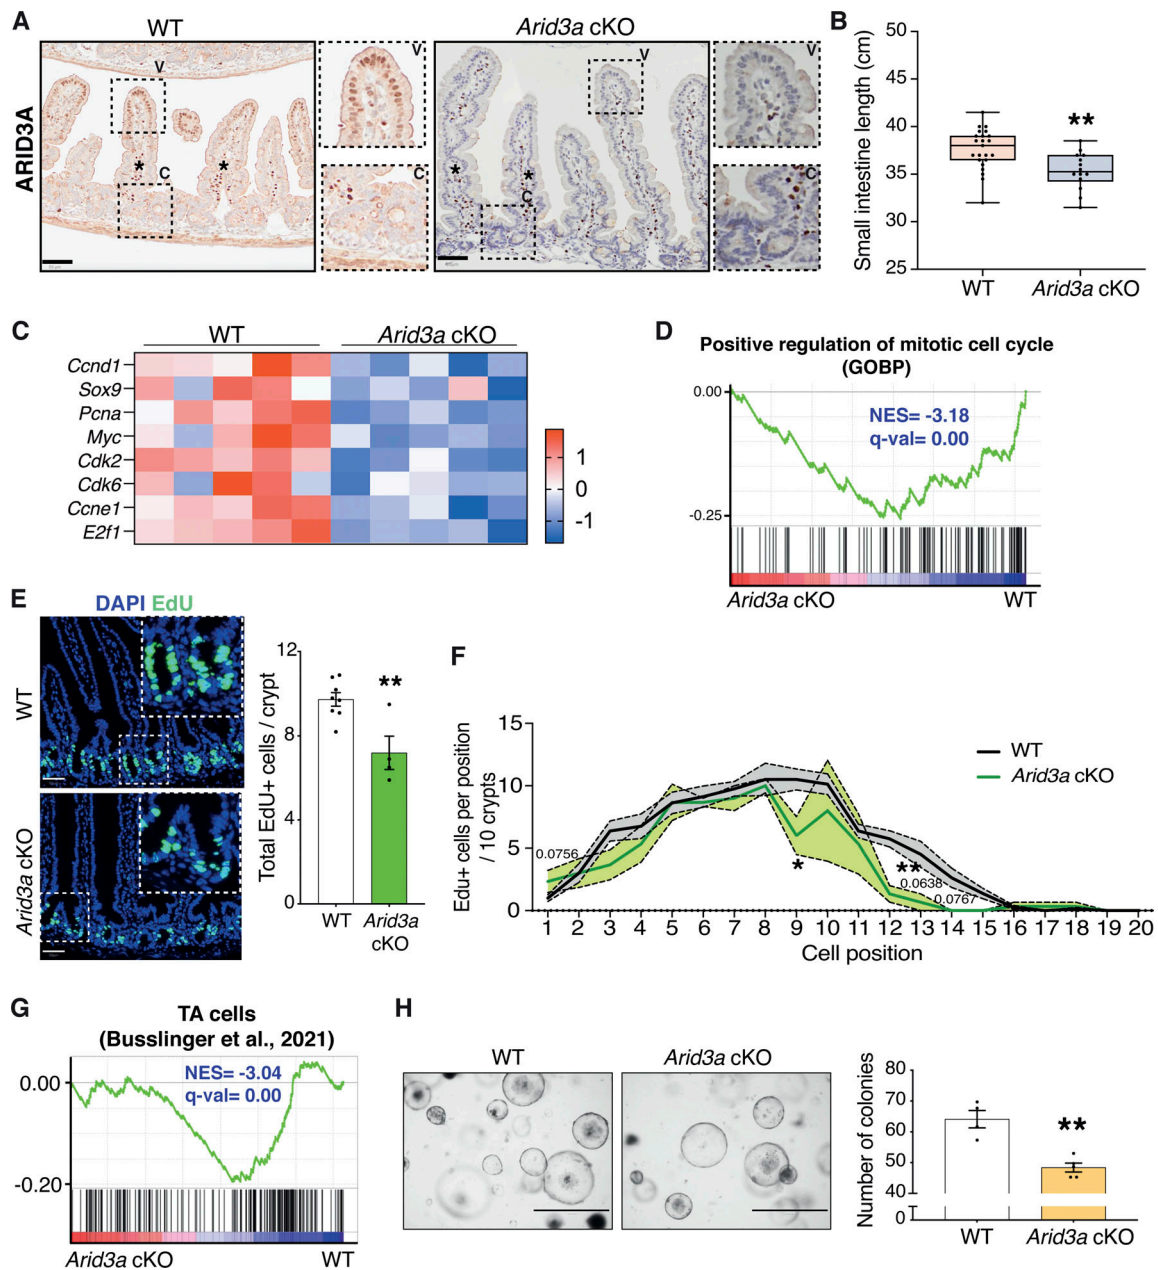 A
WT
Arid3a cKO
ARID3A
V
C
V
C
V
C
V
C
*
*
*
*
B
Small intestine length (cm)
50
45
40
35
30
25
**
WT
Arid3a cKO
C
WT
Arid3a cKO
Ccnd1
Sox9
Pcna
Myc
Cdk2
Cdk6
Ccne1
E2f1
1
0
-1
D
Positive regulation of mitotic cell cycle
(GOBP)
0.00
NES= -3.18
q-val= 0.00
-0.25
Arid3a cKO
WT
E
DAPI EdU
WT
Arid3a cKO
Total EdU+ cells / crypt
12
8
4
0
**
WT
Arid3a
cKO
F
Edu+ cells per position
/ 10 crypts
15
10
5
0
WT
Arid3a cKO
0.0756
*
**
0.0638
0.0767
1 2 3 4 5 6 7 8 9 10 11 12 13 14 15 16 17 18 19 20
Cell position
G
TA cells
(Busslinger et al., 2021)
0.00
NES= -3.04
q-val= 0.00
-0.20
Arid3a cKO
WT
H
WT
Arid3a cKO
Number of colonies
80
70
60
50
40
0
**
WT
Arid3a cKO